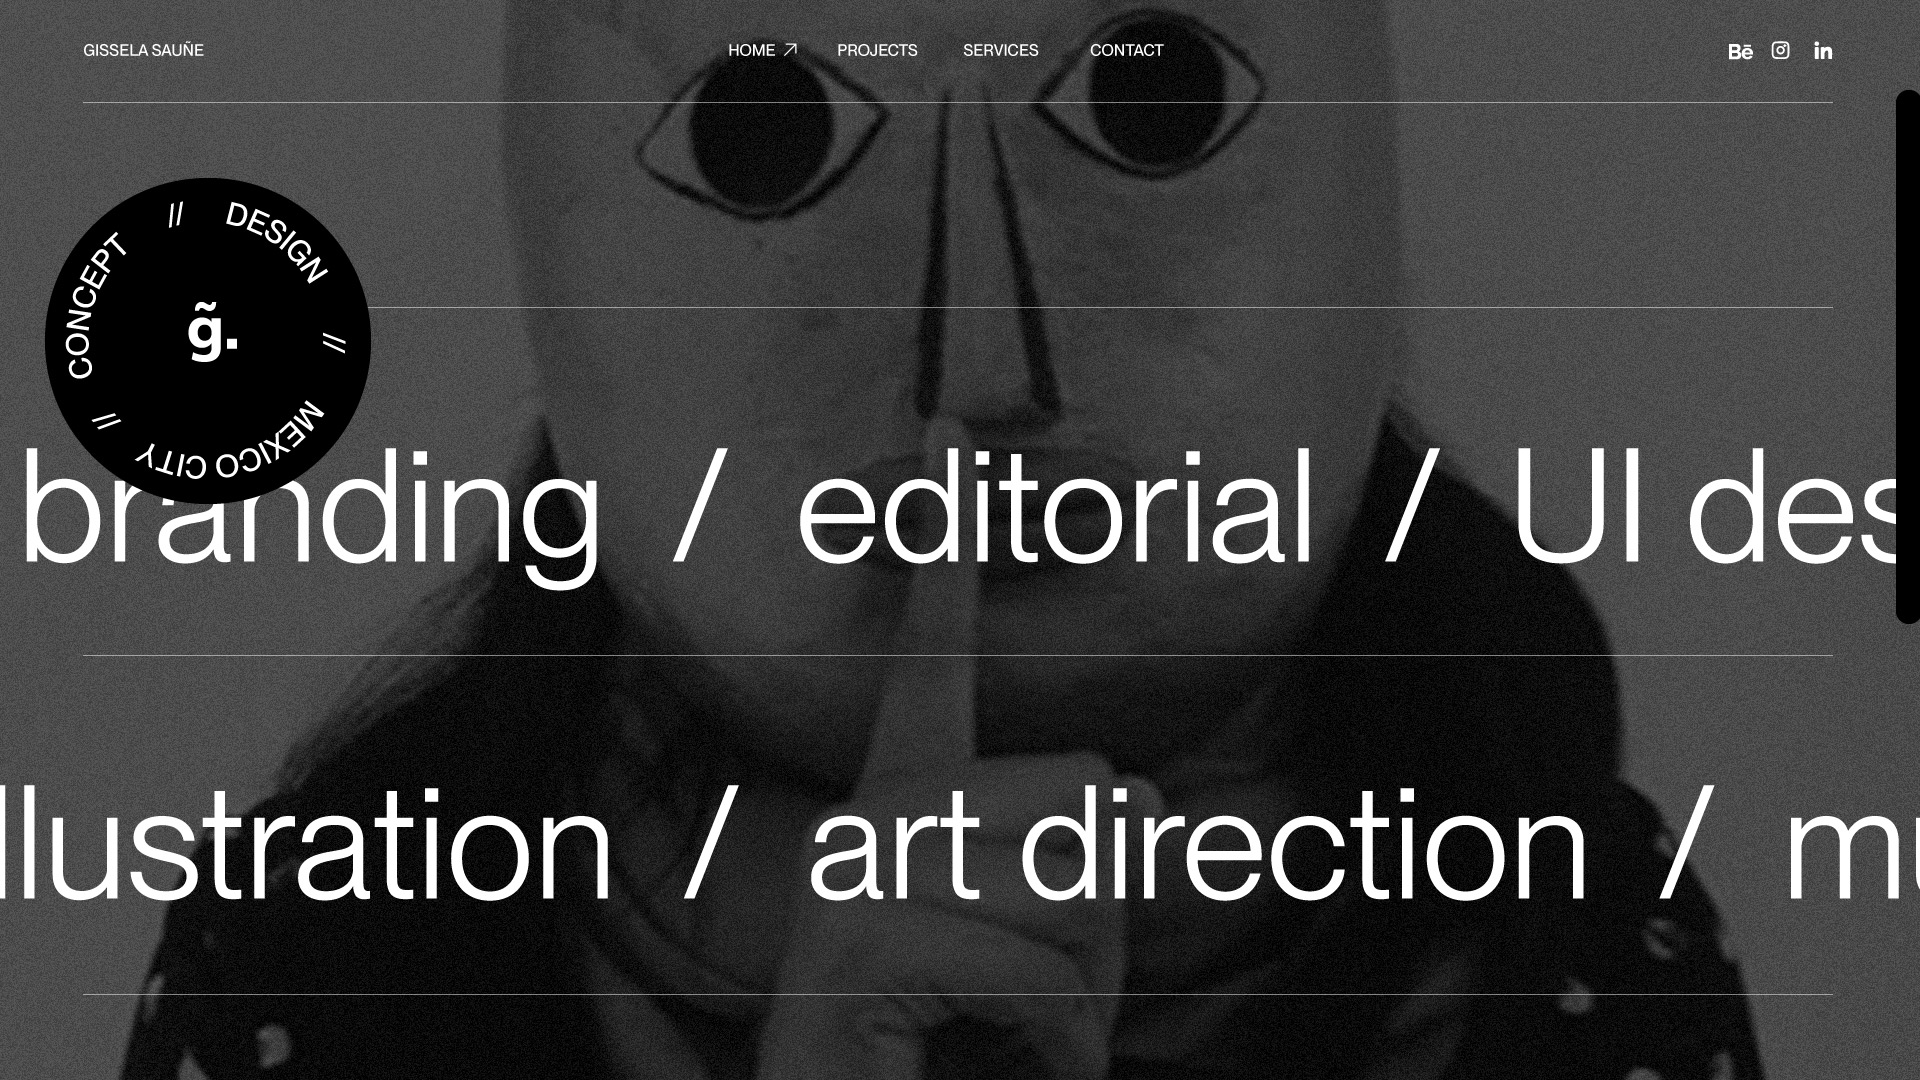 GISSELA SAUÑE
HOME PROJECTS SERVICES CONTACT
Bē in
CONCEPT // DESIGN // MEXICO CITY //
g̃.
branding / editorial / UI des
llustration / art direction / mu